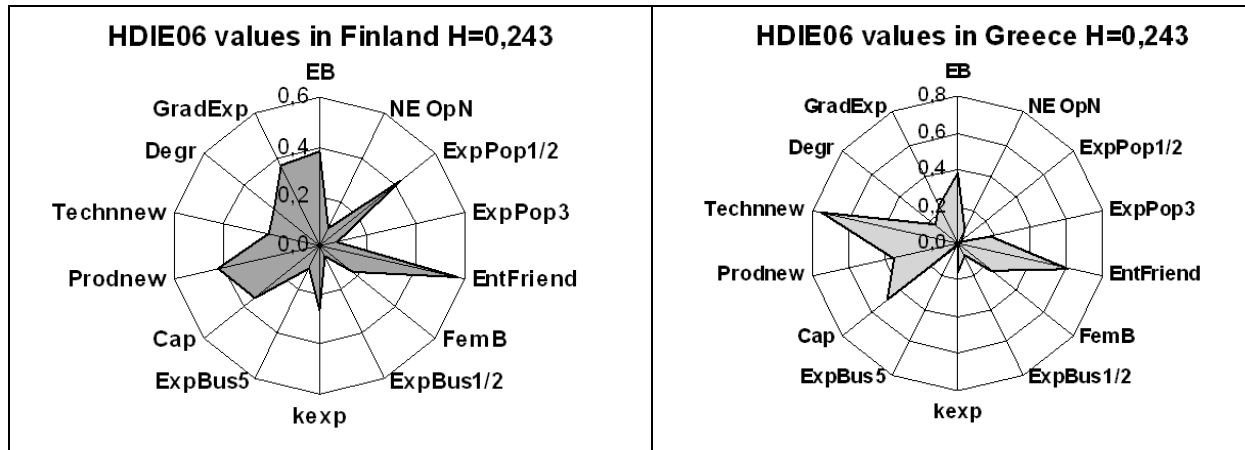 HDIE06 values in Finland H=0,243
EB
0,6
GradExp
NE OpN
0,4
Degr
ExpPop1/2
0,2
Technnew
ExpPop3
0,0
Prodnew
EntFriend
Cap
FemB
ExpBus5
ExpBus1/2
kexp
HDIE06 values in Greece H=0,243
EB
0,8
GradExp
NE OpN
0,6
Degr
ExpPop1/2
0,4
Technnew
0,2
ExpPop3
0,0
Prodnew
EntFriend
Cap
FemB
ExpBus5
ExpBus1/2
kexp